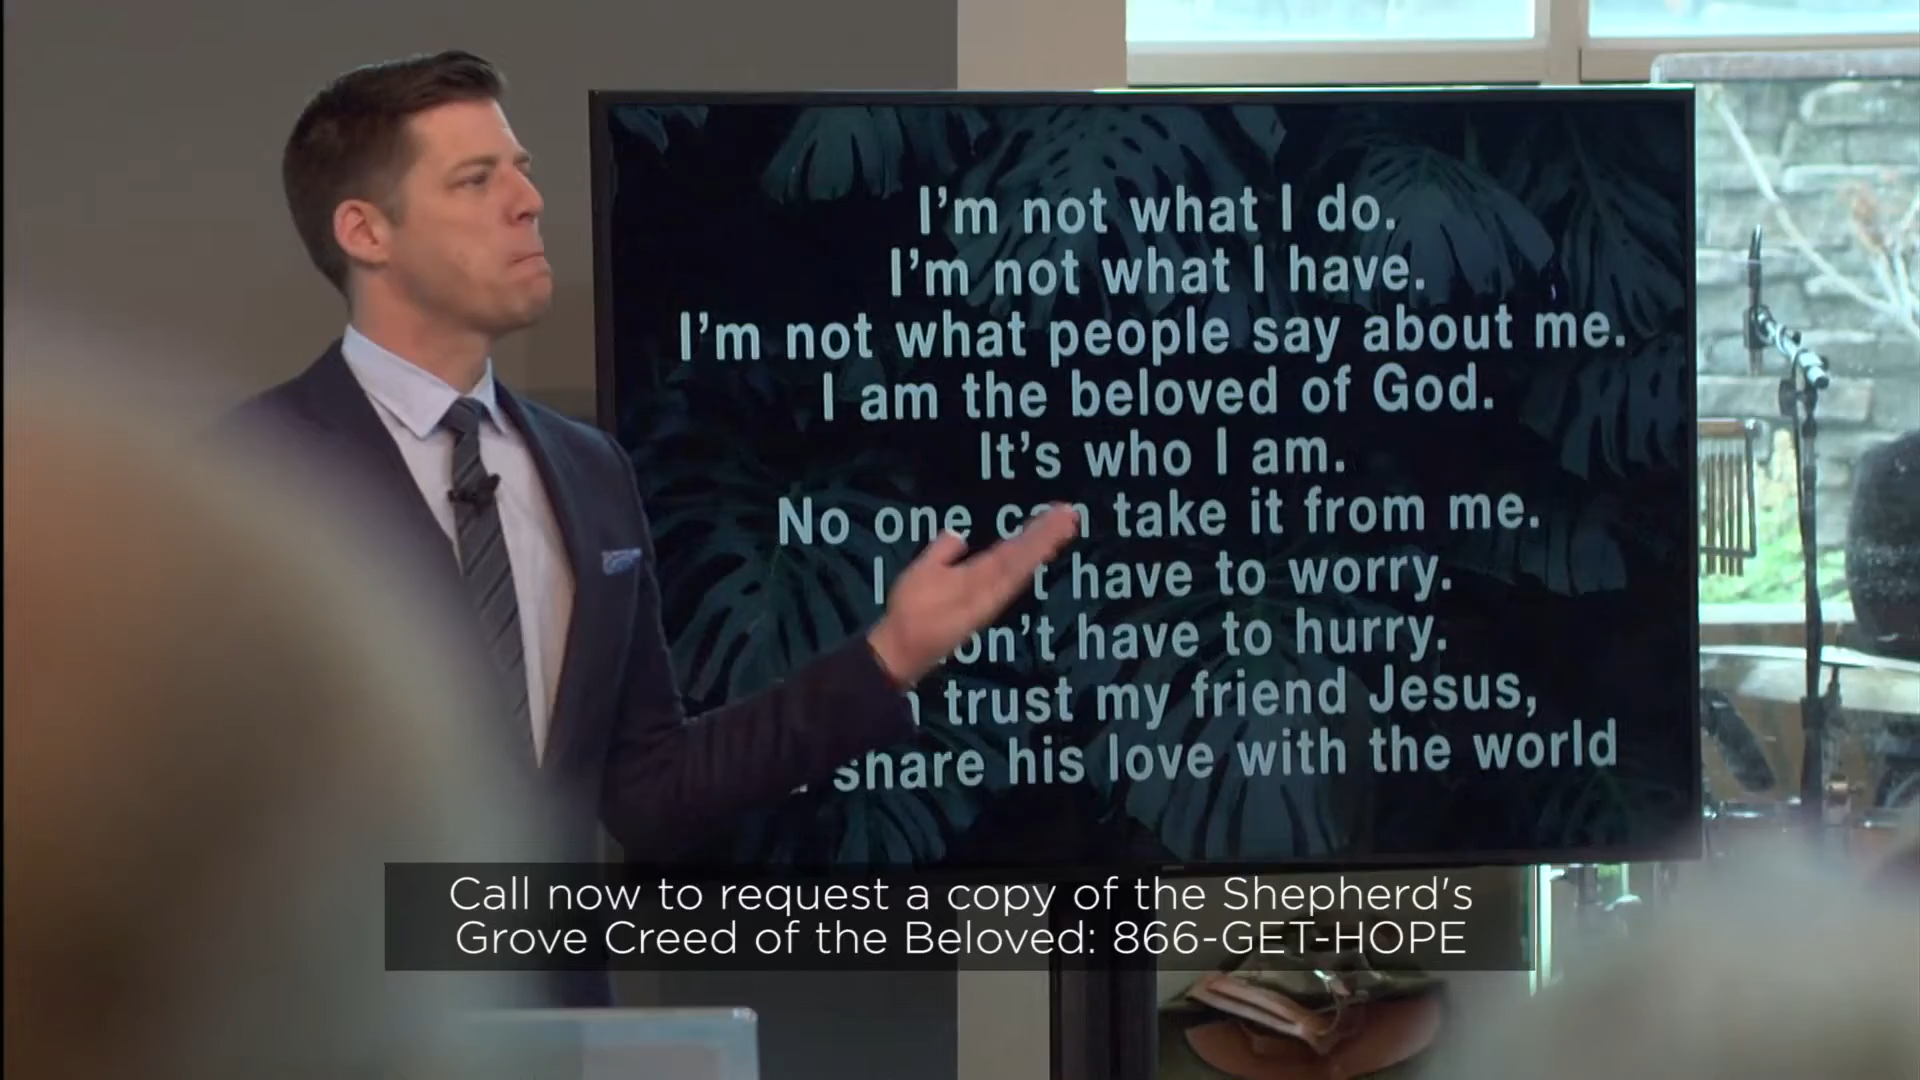 I'm not what I do.
I'm not what I have.
I'm not what people say about me.
I am the beloved of God.
It's who I am.
No one can take it from me.
I have to worry.
have to hurry.
trust my friend Jesus,
share his love with the world
Call now to request a copy of the Shepherd's
Grove Creed of the Beloved: 866-GET-HOPE